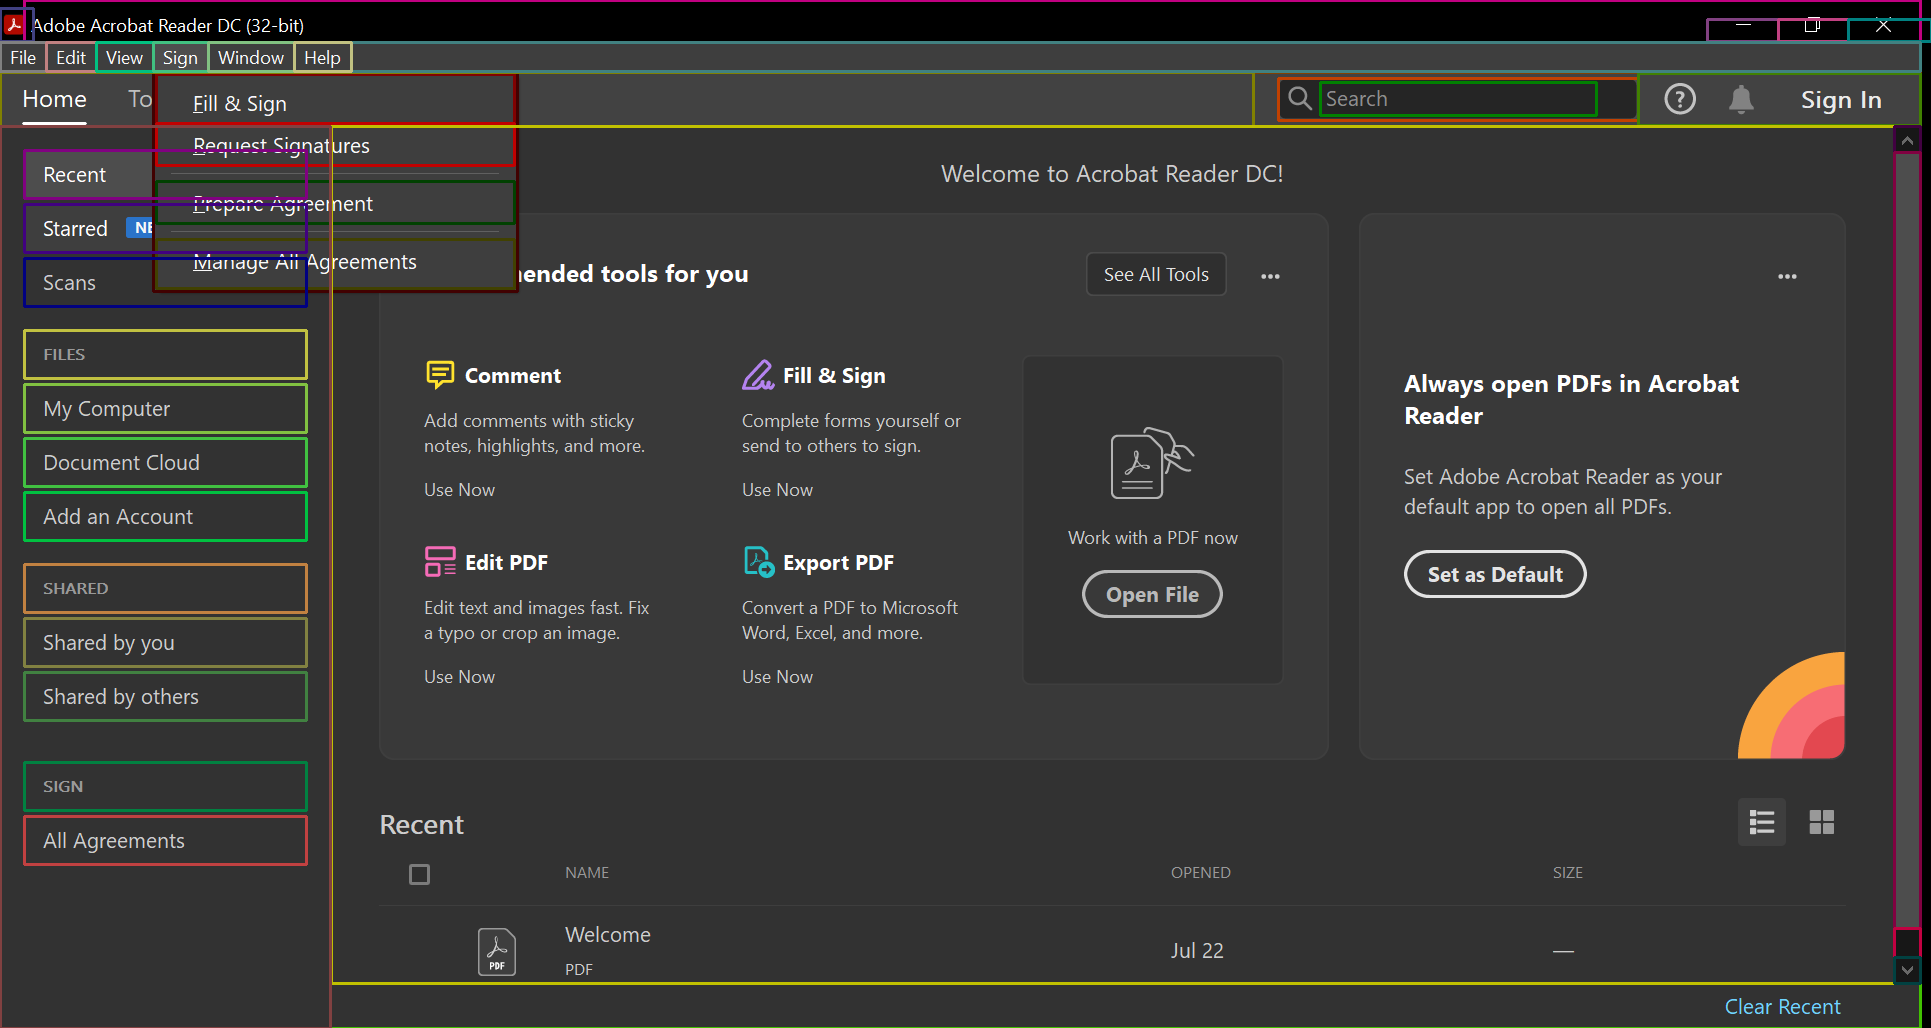 Adobe Acrobat Reader DC (32-bit)
File Edit View Sign Window Help
Home To
Search
Sign In
Fill & Sign
Request Signatures
Prepare Agreement
Manage All Agreements
Recent
Starred NE
Scans
FILES
My Computer
Document Cloud
Add an Account
SHARED
Shared by you
Shared by others
SIGN
All Agreements
Welcome to Acrobat Reader DC!
ended tools for you
See All Tools
Comment
Add comments with sticky
notes, highlights, and more.
Use Now
Fill & Sign
Complete forms yourself or
send to others to sign.
Use Now
Edit PDF
Edit text and images fast. Fix
a typo or crop an image.
Use Now
Export PDF
Convert a PDF to Microsoft
Word, Excel, and more.
Use Now
Work with a PDF now
Open File
Always open PDFs in Acrobat
Reader
Set Adobe Acrobat Reader as your
default app to open all PDFs.
Set as Default
Recent
NAME OPENED SIZE
PDF
Welcome
PDF
Jul 22 —
Clear Recent